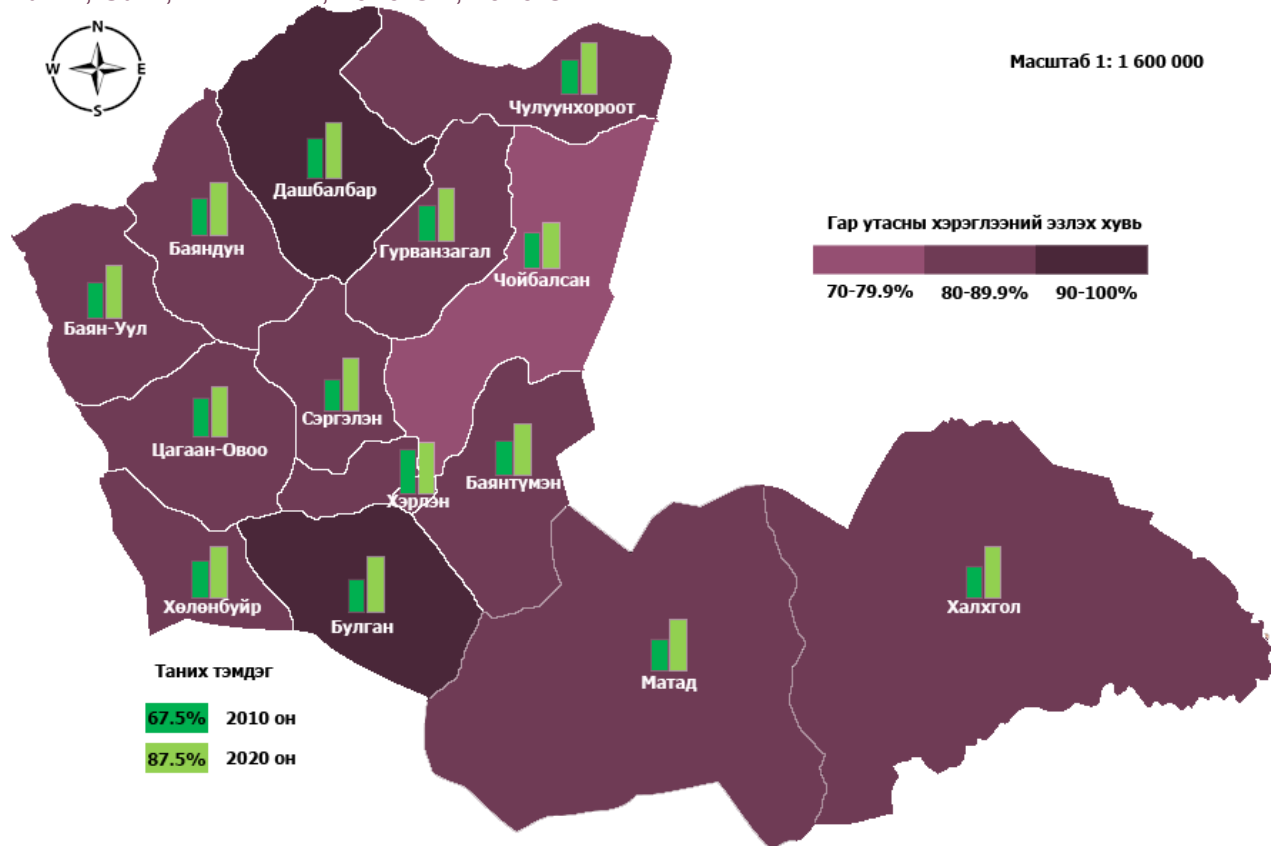 N
W E
S
Масштаб 1: 1 600 000
Чулуунхороот
Дашбалбар
Баяндун
Гурванзагал
Чойбалсан
Гар утасны хэрэглээний эзлэх хувь
70-79.9% 80-89.9% 90-100%
Баян-Уул
Сэргэлэн
Цагаан-Овоо
Баянтүмэн
Хэрлэн
Хөлөнбуйр
Булган
Матад
Халхгол
Таних тэмдэг
67.5% 2010 он
87.5% 2020 он